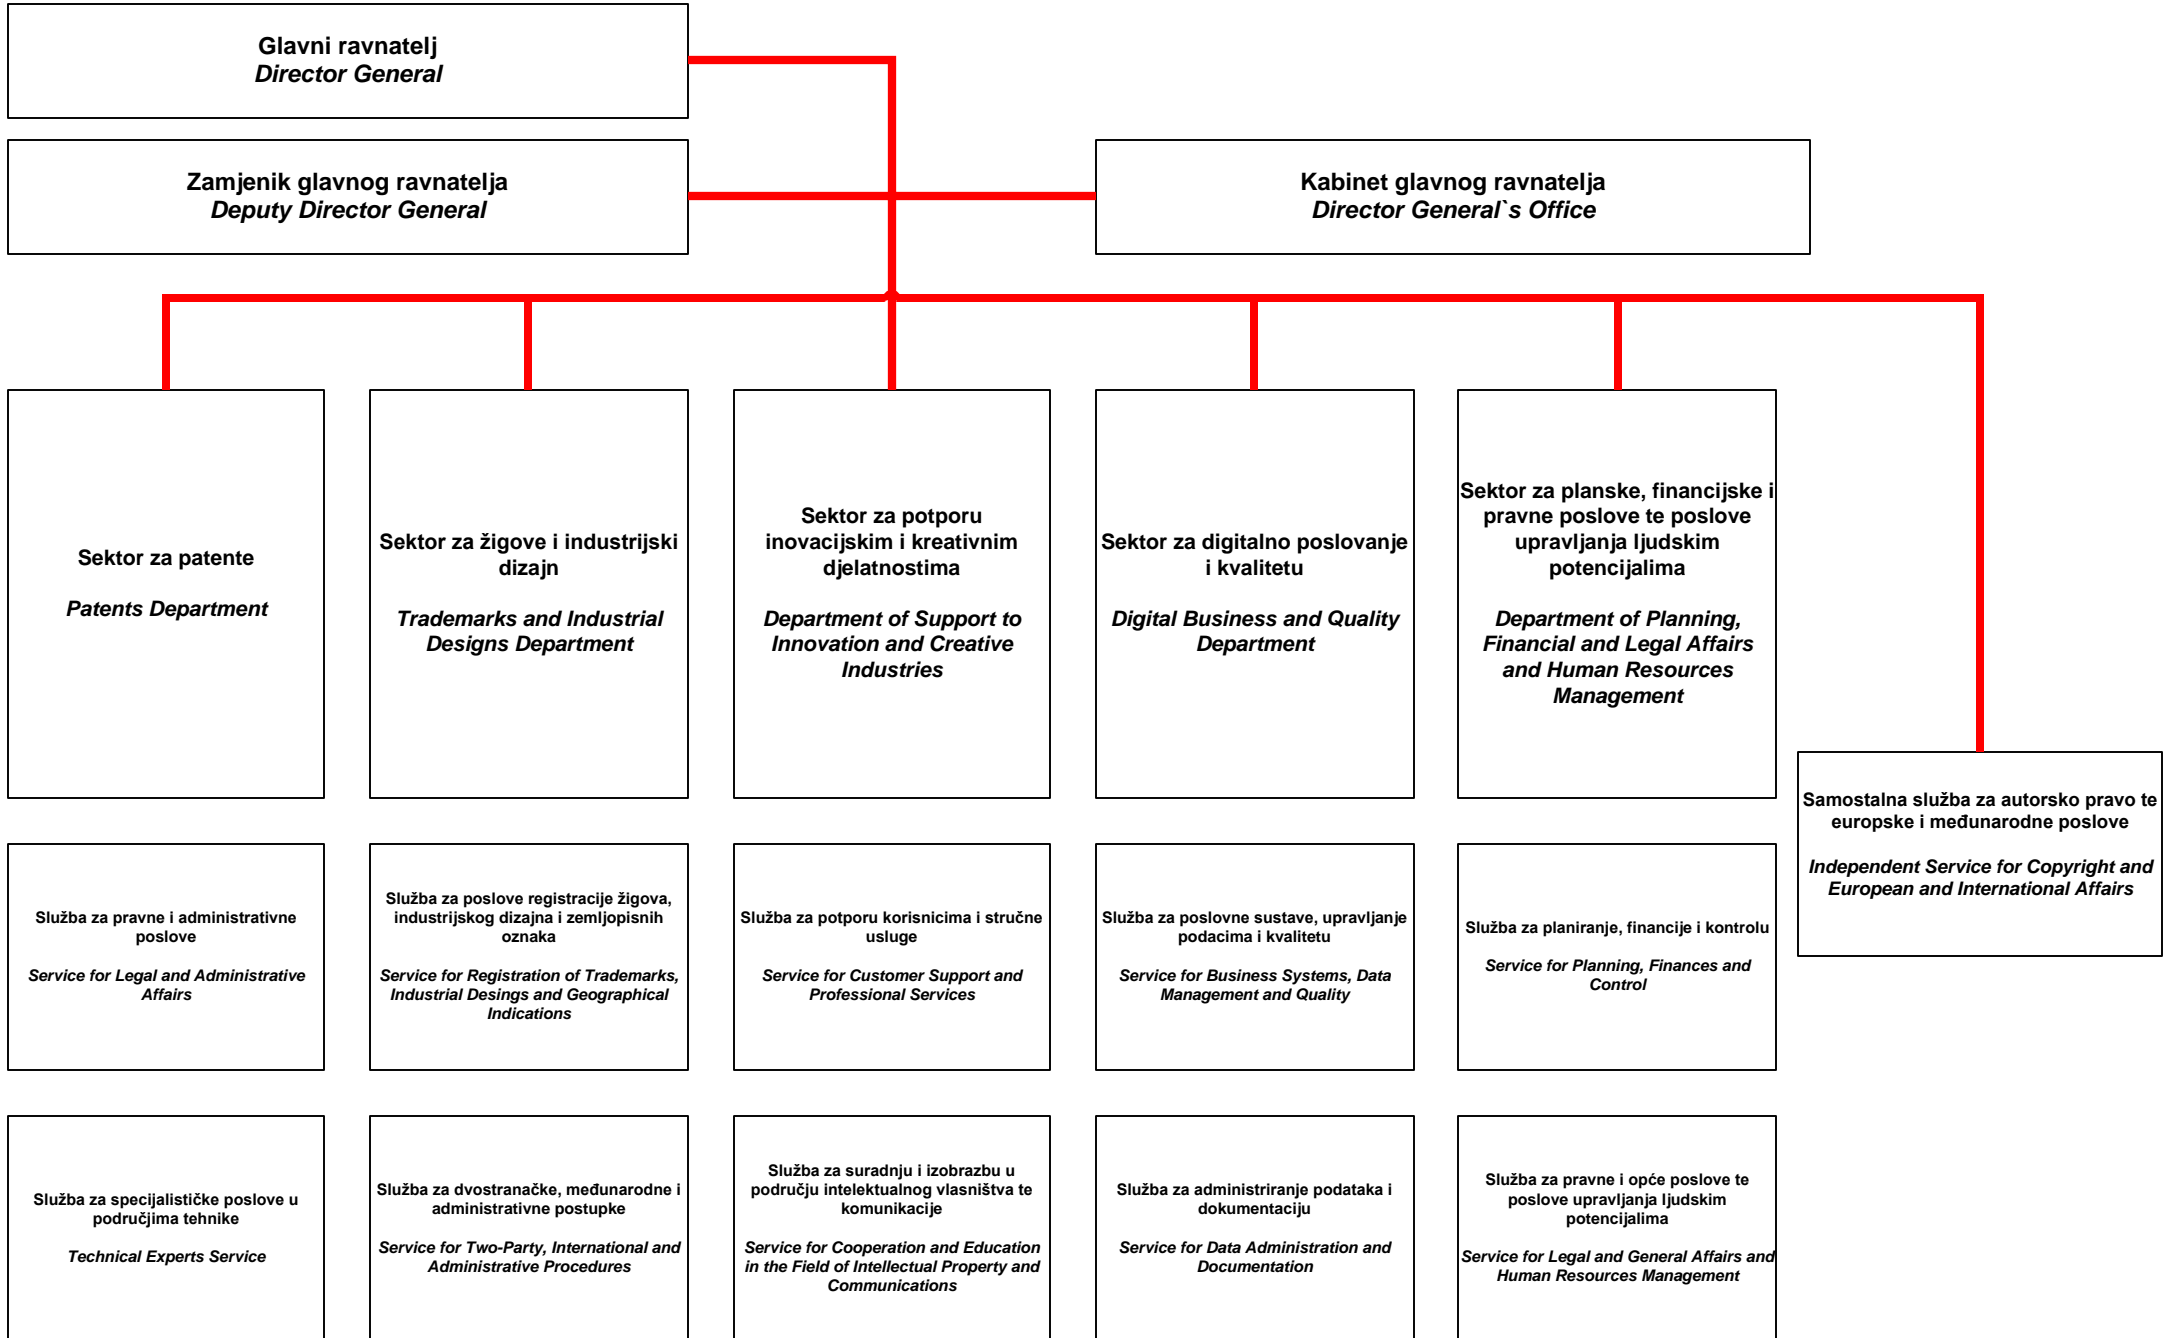 Glavni ravnatelj
Director General
Zamjenik glavnog ravnatelja
Deputy Director General
Kabinet glavnog ravnatelja
Director General`s Office
Sektor za patente
Patents Department
Sektor za žigove i industrijski
dizajn
Trademarks and Industrial
Designs Department
Sektor za potporu
inovacijskim i kreativnim
djelatnostima
Department of Support to
Innovation and Creative
Industries
Sektor za digitalno poslovanje
i kvalitetu
Digital Business and Quality
Department
Sektor za planske, financijske i
pravne poslove te poslove
upravljanja ljudskim
potencijalima
Department of Planning,
Financial and Legal Affairs
and Human Resources
Management
Samostalna služba za autorsko pravo te
europske i međunarodne poslove
Independent Service for Copyright and
European and International Affairs
Služba za pravne i administrativne
poslove
Service for Legal and Administrative
Affairs
Služba za poslove registracije žigova,
industrijskog dizajna i zemljopisnih
oznaka
Service for Registration of Trademarks,
Industrial Desings and Geographical
Indications
Služba za potporu korisnicima i stručne
usluge
Service for Customer Support and
Professional Services
Služba za poslovne sustave, upravljanje
podacima i kvalitetu
Service for Business Systems, Data
Management and Quality
Služba za planiranje, financije i kontrolu
Service for Planning, Finances and
Control
Služba za specijalističke poslove u
područjima tehnike
Technical Experts Service
Služba za dvostranačke, međunarodne i
administrativne postupke
Service for Two-Party, International and
Administrative Procedures
Služba za suradnju i izobrazbu u
području intelektualnog vlasništva te
komunikacije
Service for Cooperation and Education
in the Field of Intellectual Property and
Communications
Služba za administriranje podataka i
dokumentaciju
Service for Data Administration and
Documentation
Služba za pravne i opće poslove te
poslove upravljanja ljudskim
potencijalima
Service for Legal and General Affairs and
Human Resources Management